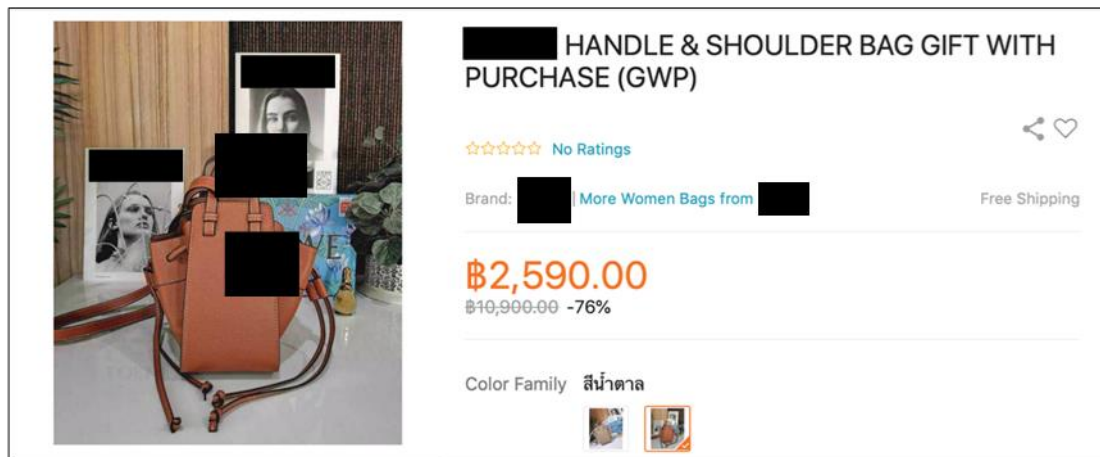 HANDLE & SHOULDER BAG GIFT WITH
PURCHASE (GWP)
No Ratings
Brand:
| More Women Bags from
Free Shipping
฿2,590.00
฿10,900.00 -76%
Color Family สีน้ำตาล
WE